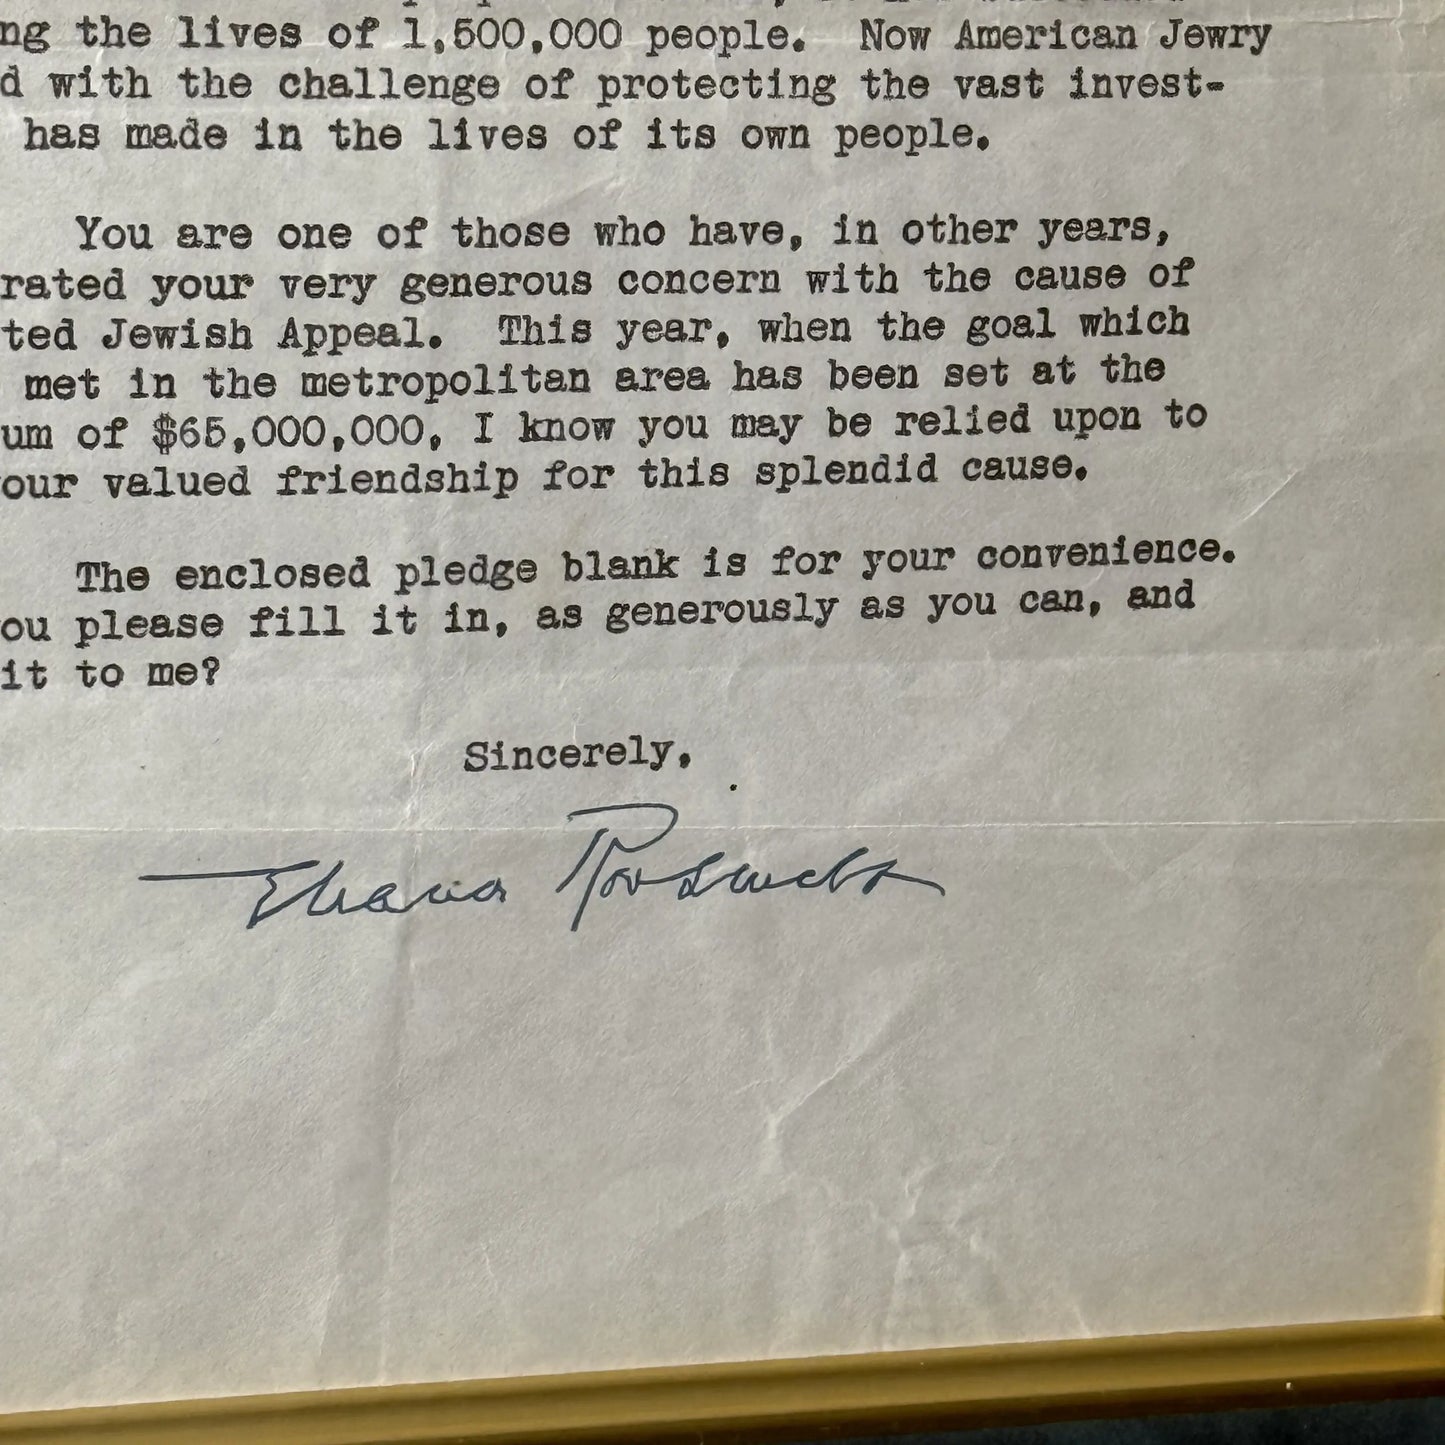 ng the lives of 1,500,000 people. Now American Jewry
d with the challenge of protecting the vast invest-
has made in the lives of its own people.
You are one of those who have, in other years,
rated your very generous concern with the cause of
ted Jewish Appeal. This year, when the goal which
met in the metropolitan area has been set at the
um of $65,000,000, I know you may be relied upon to
our valued friendship for this splendid cause.
The enclosed pledge blank is for your convenience.
ou please fill it in, as generously as you can, and
it to me?
Sincerely,
Eleanor Roosevelt